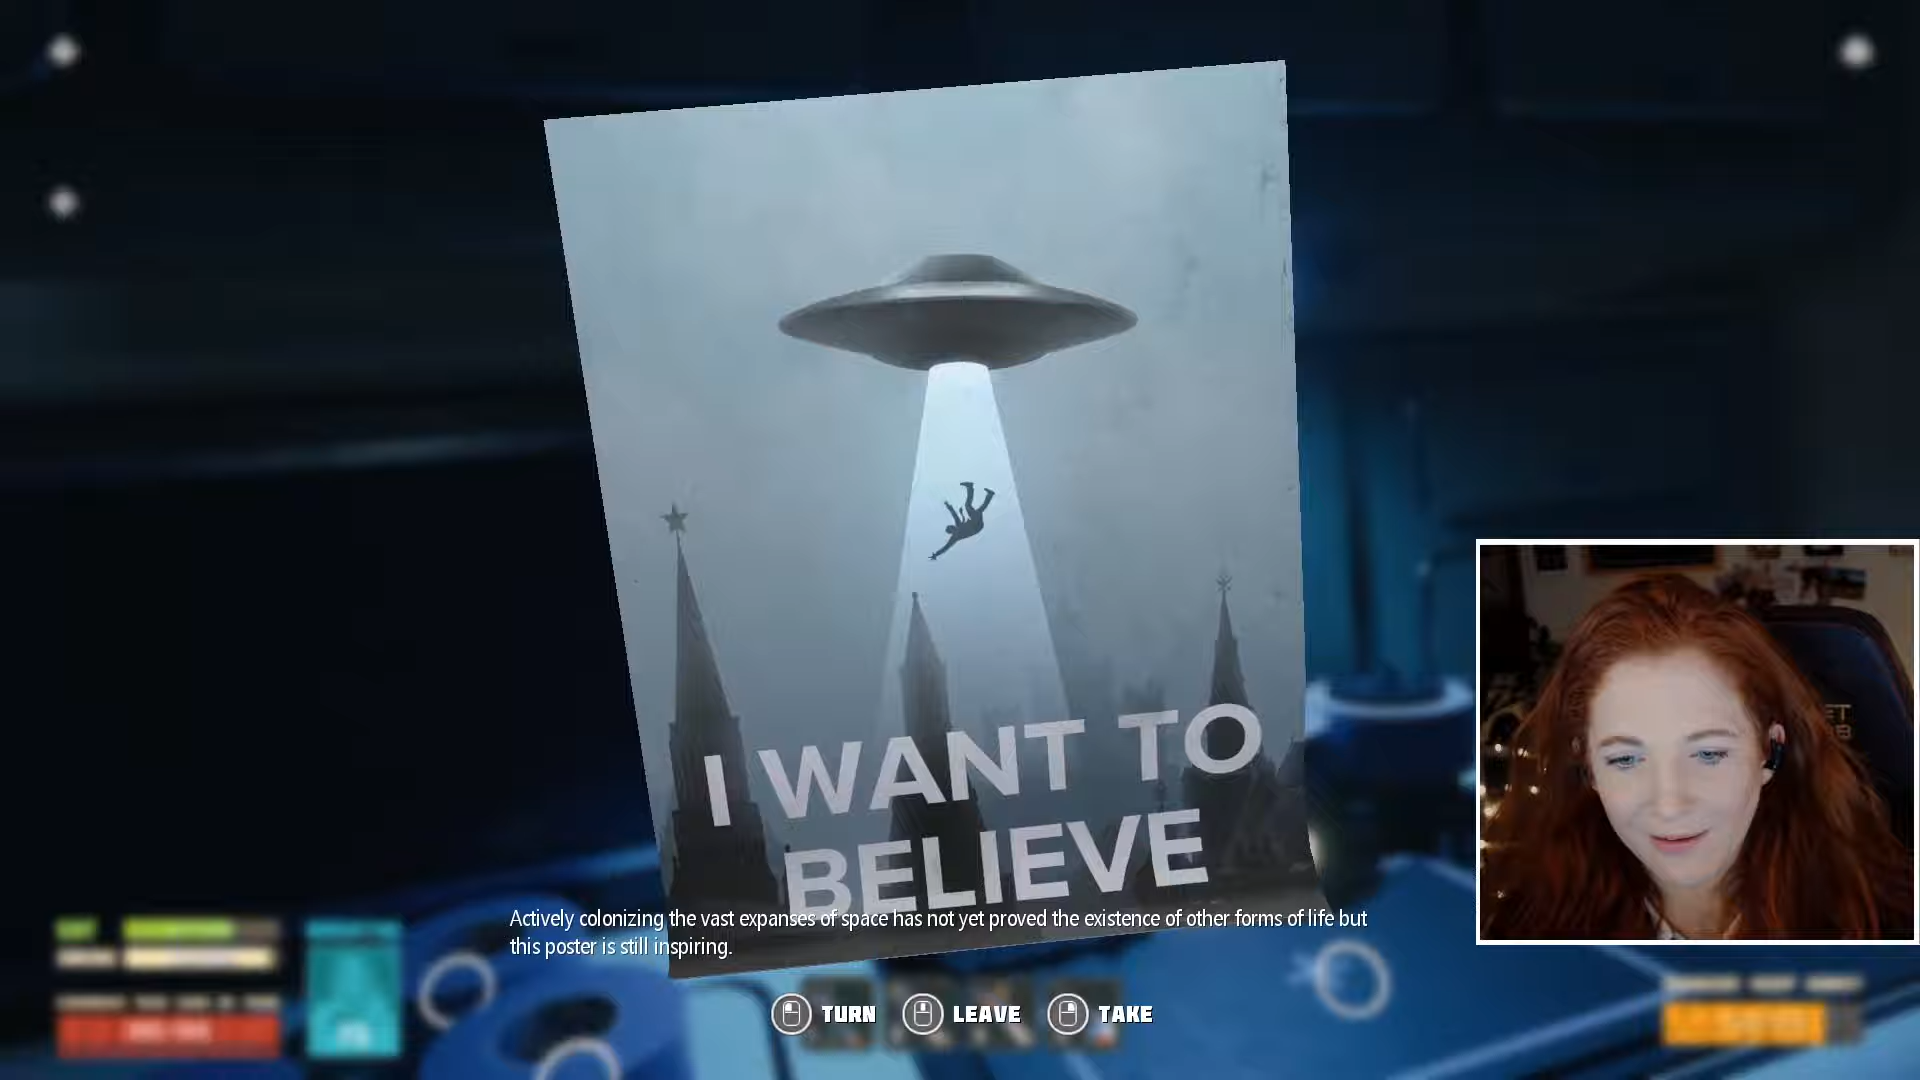 I WANT TO
BELIEVE
Actively colonizing the vast expanses of space has not yet proved the existence of other forms of life but
this poster is still inspiring.
TURN LEAVE TAKE